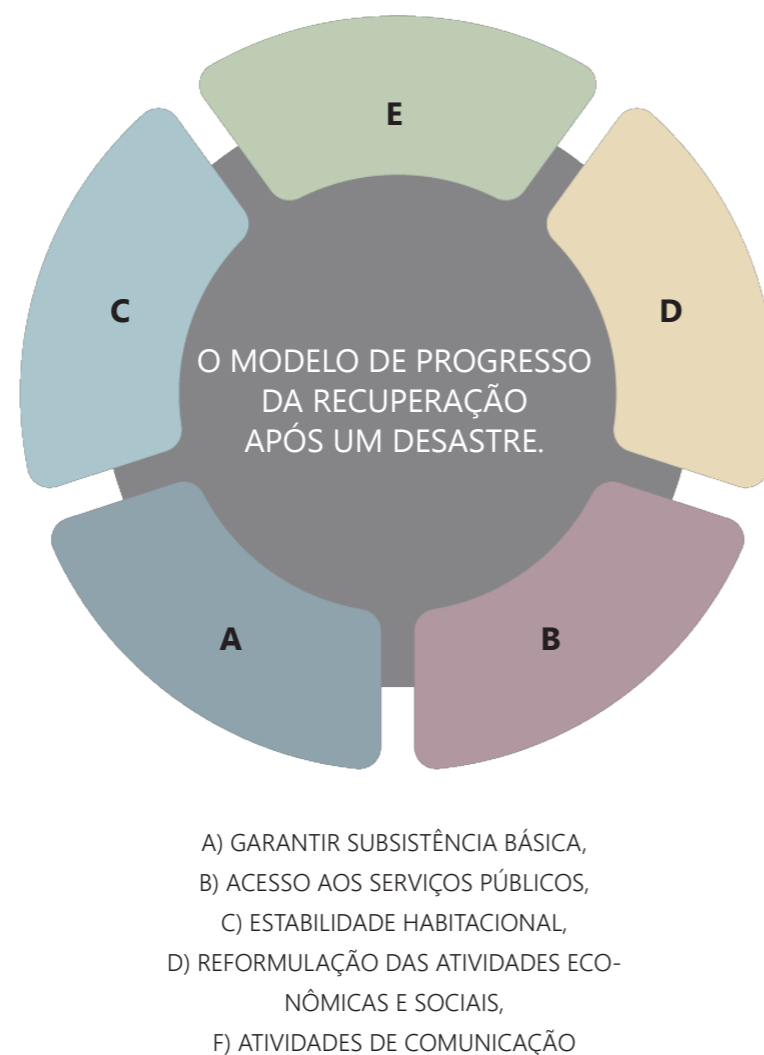 E
C
D
O MODELO DE PROGRESSO
DA RECUPERAÇÃO
APÓS UM DESASTRE.
A
B
A) GARANTIR SUBSISTÊNCIA BÁSICA,
B) ACESSO AOS SERVIÇOS PÚBLICOS,
C) ESTABILIDADE HABITACIONAL,
D) REFORMULAÇÃO DAS ATIVIDADES ECO-
NÔMICAS E SOCIAIS,
F) ATIVIDADES DE COMUNICAÇÃO